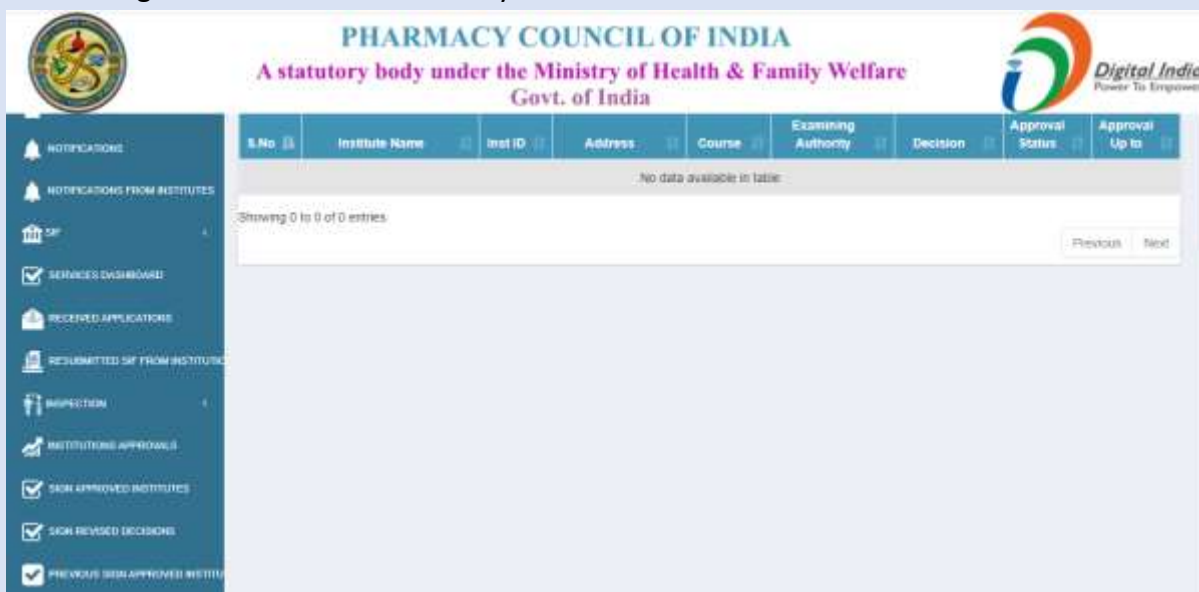 PHARMACY COUNCIL OF INDIA
A statutory body under the Ministry of Health & Family Welfare
Govt. of India
Digital India
Power To Empower
S.No Institute Name Inst ID Address Course Examining Authority Decision Approval Status Approval Up to
No data available in table
Showing 0 to 0 of 0 entries
Previous Next
NOTIFICATIONS
NOTIFICATIONS FROM INSTITUTES
SIF
SERVICES DASHBOARD
RECEIVED APPLICATIONS
RESUBMITTED SIF FROM INSTITUTIO
INSPECTION
INSTITUTIONS APPROVALS
SIGN APPROVED INSTITUTES
SIGN REVISED DECISIONS
PREVIOUS SIGN APPROVED INSTITU